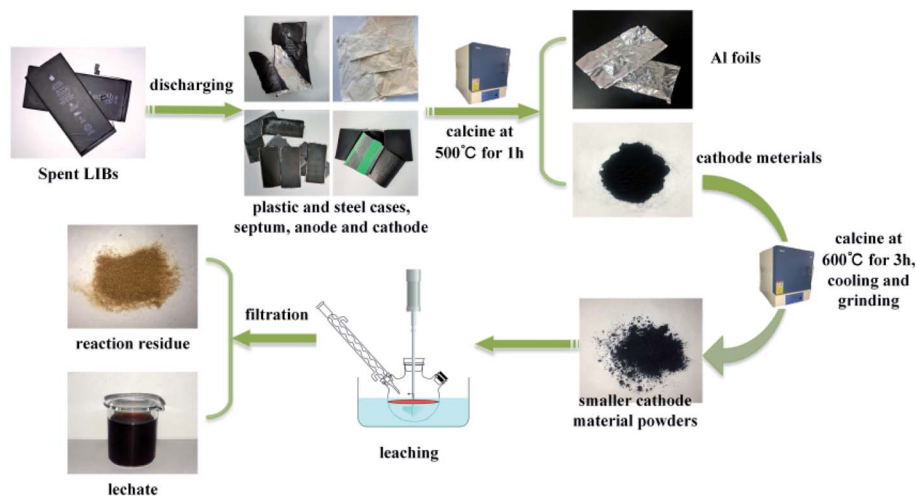 discharging
Spent LIBs
plastic and steel cases,
septum, anode and cathode
calcine at
500℃ for 1h
Al foils
cathode meterials
calcine at
600℃ for 3h,
cooling and
grinding
smaller cathode
material powders
leaching
filtration
reaction residue
lechate